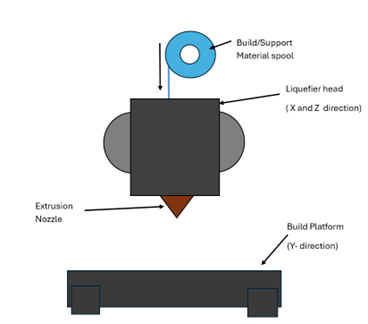 Build/Support
Material spool
Liquefier head
( X and Z direction)
Extrusion
Nozzle
Build Platform
(Y- direction)